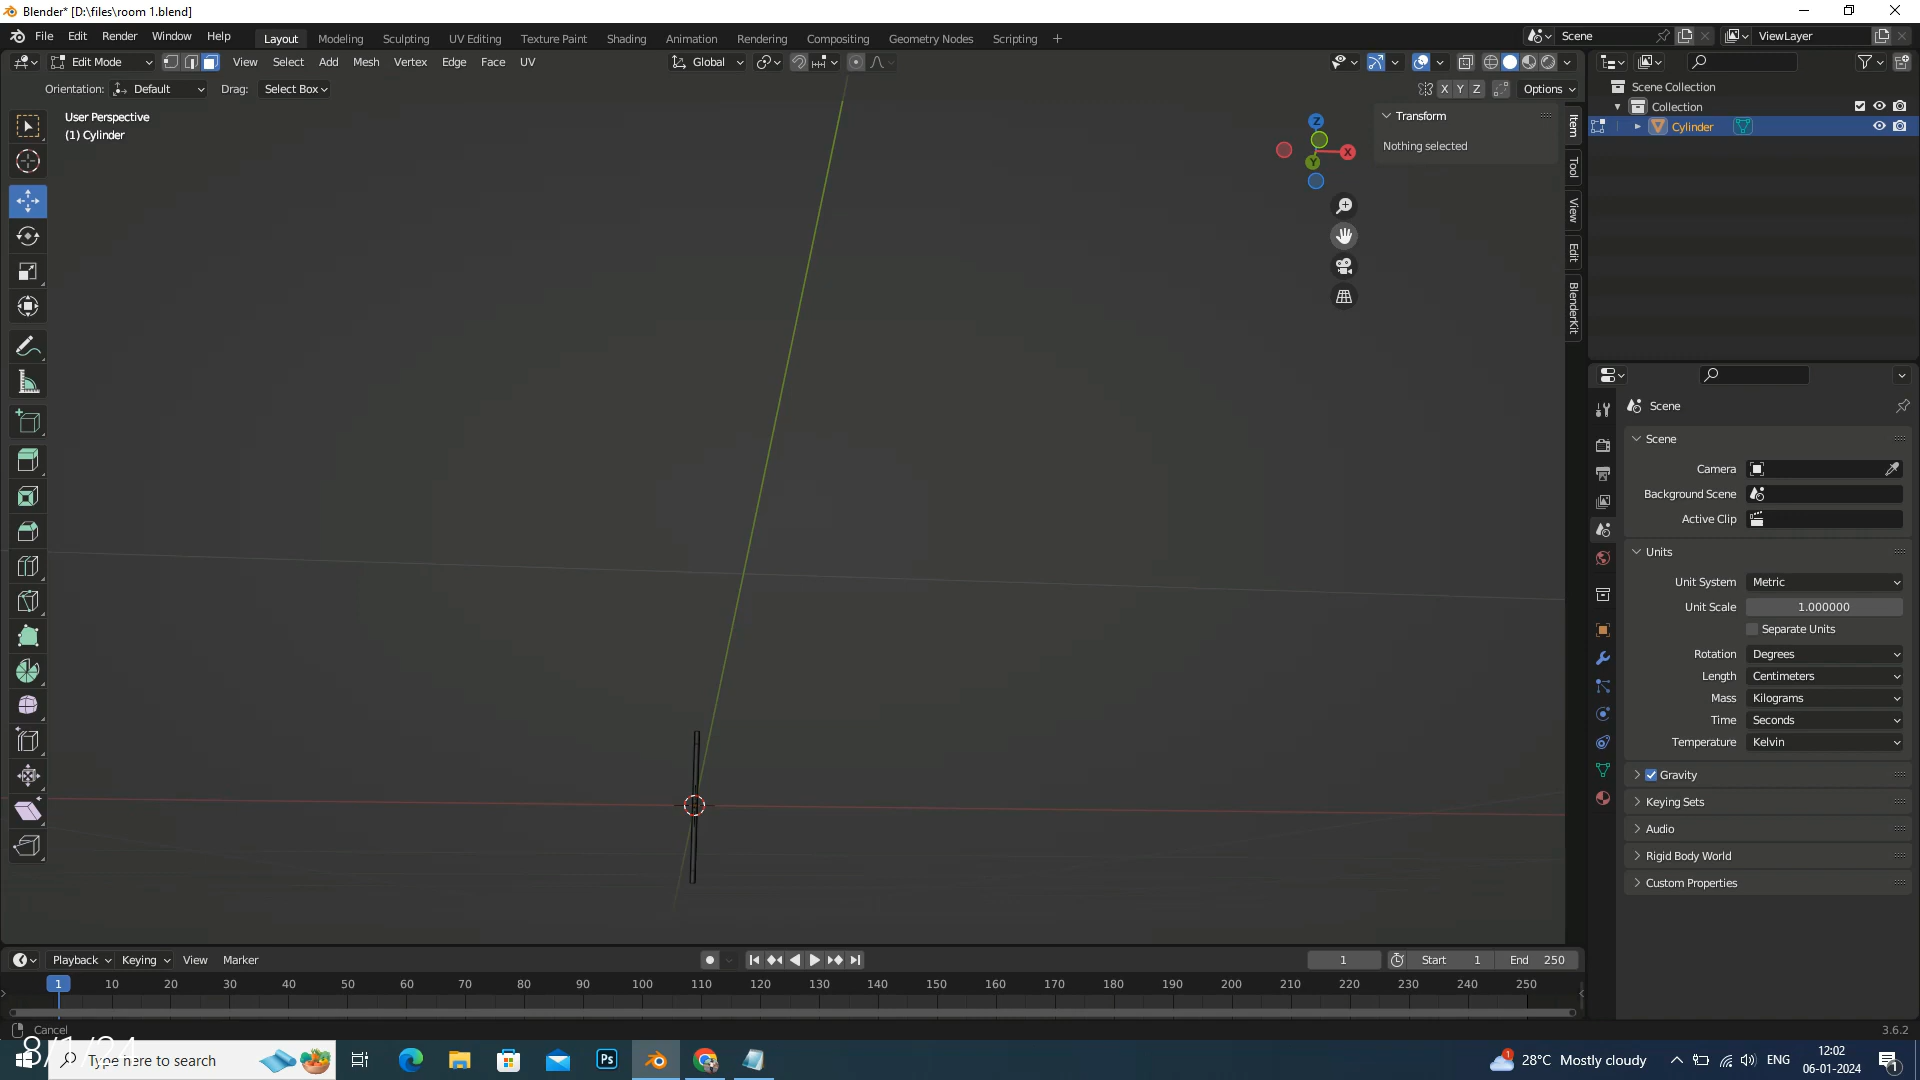 Blender* [D:\files\room 1.blend]
File Edit Render Window Help Layout Modeling Sculpting UV Editing Texture Paint Shading Animation Rendering Compositing Geometry Nodes Scripting + Scene ViewLayer
Edit Mode View Select Add Mesh Vertex Edge Face UV Global
Orientation: Default Drag: Select Box X Y Z Options
User Perspective
(1) Cylinder
Z
X
Y
Transform
Nothing selected
Item
Tool
View
Edit
BlenderKit
Scene Collection
Collection
Cylinder
Scene
Scene
Camera
Background Scene
Active Clip
Units
Unit System Metric
Unit Scale 1.000000
Separate Units
Rotation Degrees
Length Centimeters
Mass Kilograms
Time Seconds
Temperature Kelvin
Gravity
Keying Sets
Audio
Rigid Body World
Custom Properties
Playback Keying View Marker 1 Start 1 End 250
1 10 20 30 40 50 60 70 80 90 100 110 120 130 140 150 160 170 180 190 200 210 220 230 240 250
Cancel 3.6.2
8/1/24
Type here to search Ps 28°C Mostly cloudy ENG 12:02
06-01-2024
1
1